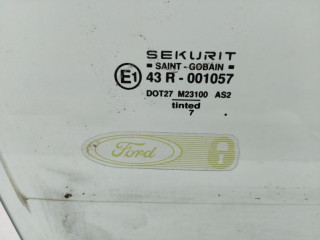 SEKURIT
SAINT - GOBAIN
E1 43 R - 001057
DOT27 M23100 AS2
tinted
7
Ford